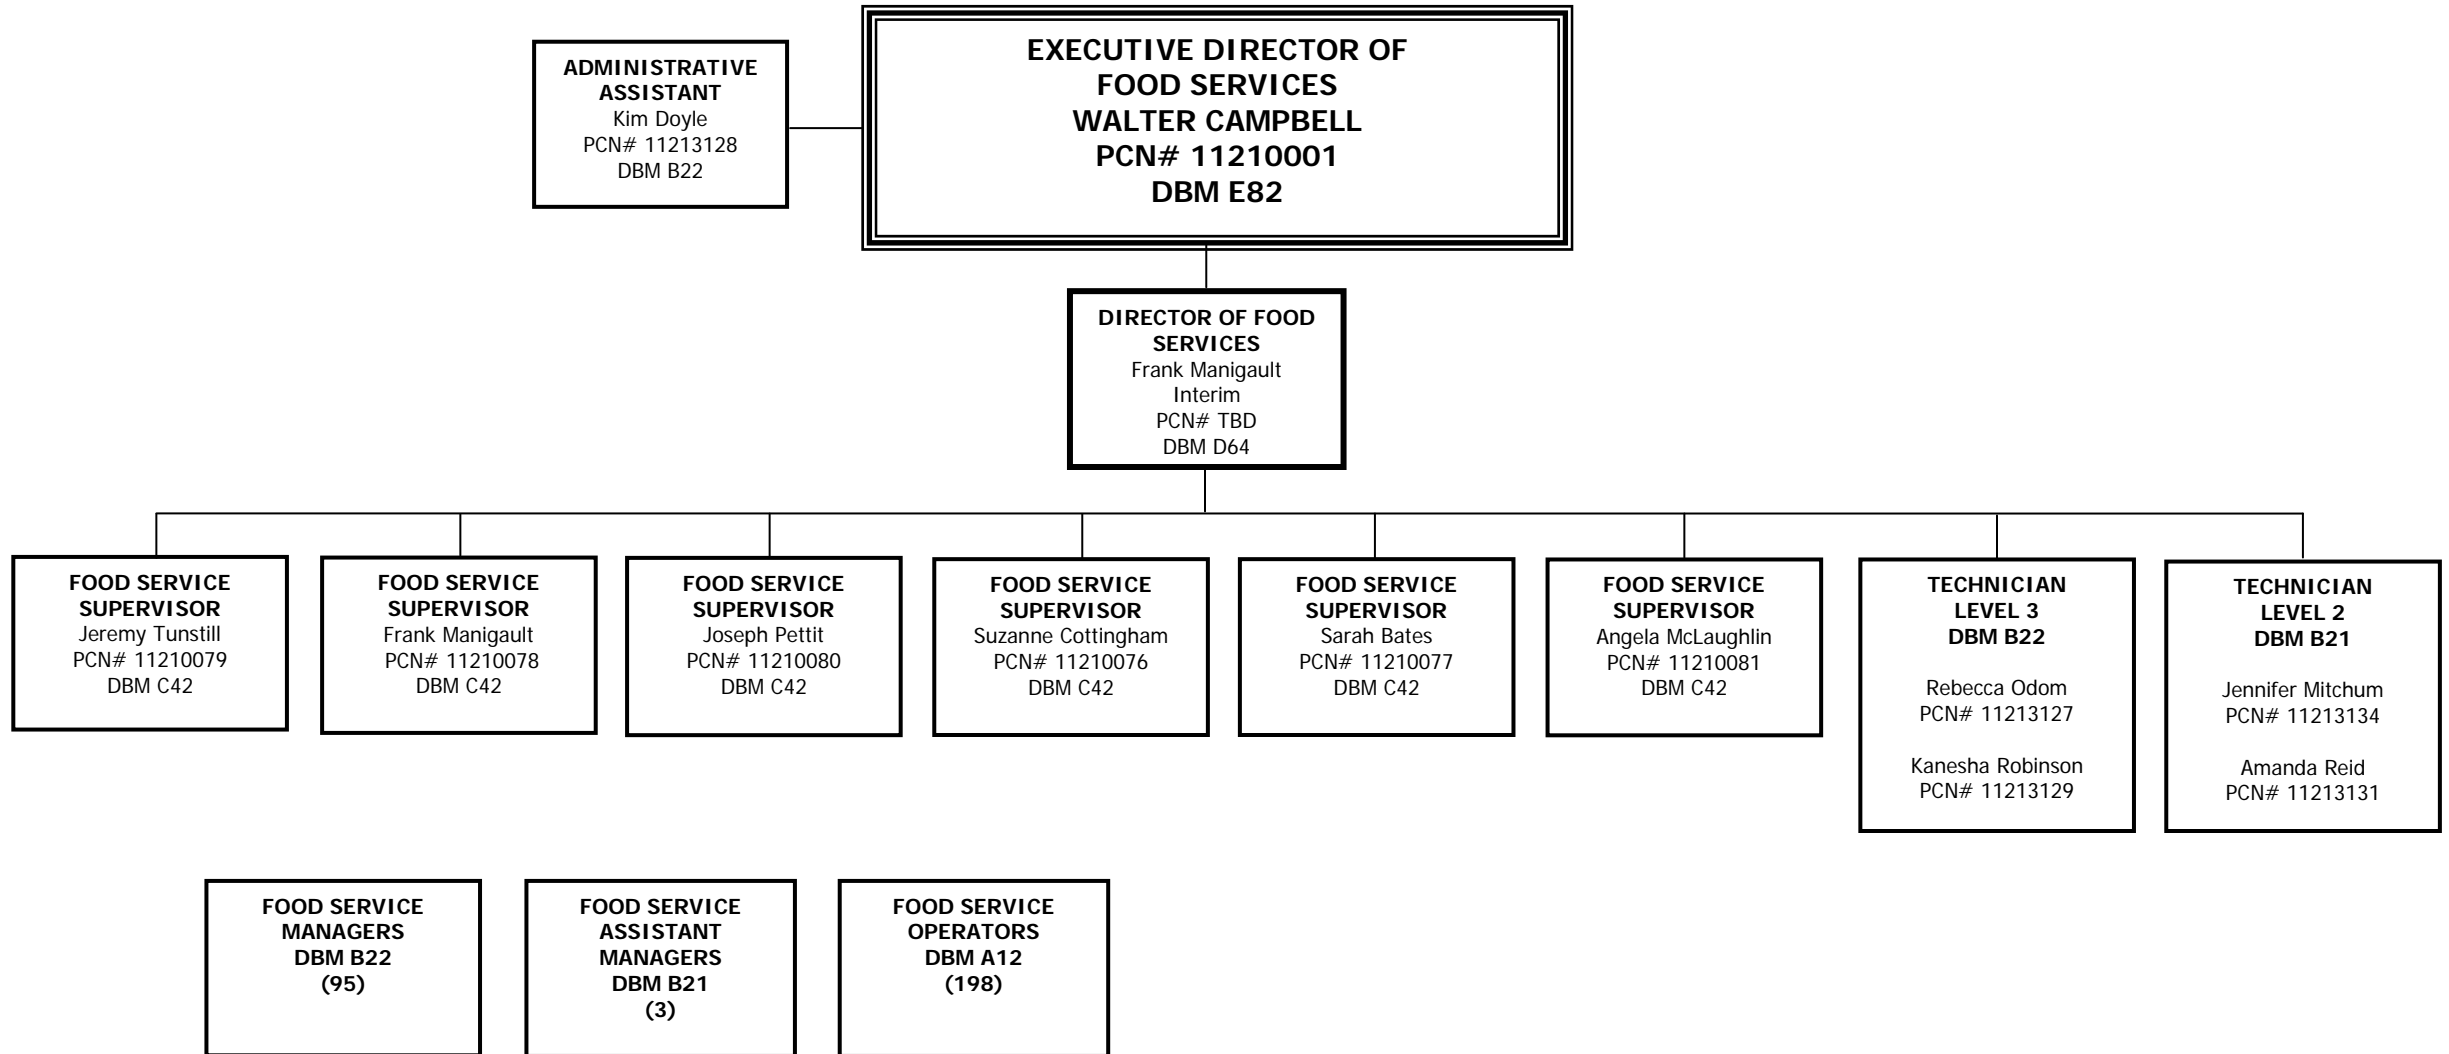 ADMINISTRATIVE
ASSISTANT
Kim Doyle
PCN# 11213128
DBM B22
EXECUTIVE DIRECTOR OF
FOOD SERVICES
WALTER CAMPBELL
PCN# 11210001
DBM E82
DIRECTOR OF FOOD
SERVICES
Frank Manigault
Interim
PCN# TBD
DBM D64
FOOD SERVICE
SUPERVISOR
Jeremy Tunstill
PCN# 11210079
DBM C42
FOOD SERVICE
SUPERVISOR
Frank Manigault
PCN# 11210078
DBM C42
FOOD SERVICE
SUPERVISOR
Joseph Pettit
PCN# 11210080
DBM C42
FOOD SERVICE
SUPERVISOR
Suzanne Cottingham
PCN# 11210076
DBM C42
FOOD SERVICE
SUPERVISOR
Sarah Bates
PCN# 11210077
DBM C42
FOOD SERVICE
SUPERVISOR
Angela McLaughlin
PCN# 11210081
DBM C42
TECHNICIAN
LEVEL 3
DBM B22
Rebecca Odom
PCN# 11213127
Kanesha Robinson
PCN# 11213129
TECHNICIAN
LEVEL 2
DBM B21
Jennifer Mitchum
PCN# 11213134
Amanda Reid
PCN# 11213131
FOOD SERVICE
MANAGERS
DBM B22
(95)
FOOD SERVICE
ASSISTANT
MANAGERS
DBM B21
(3)
FOOD SERVICE
OPERATORS
DBM A12
(198)